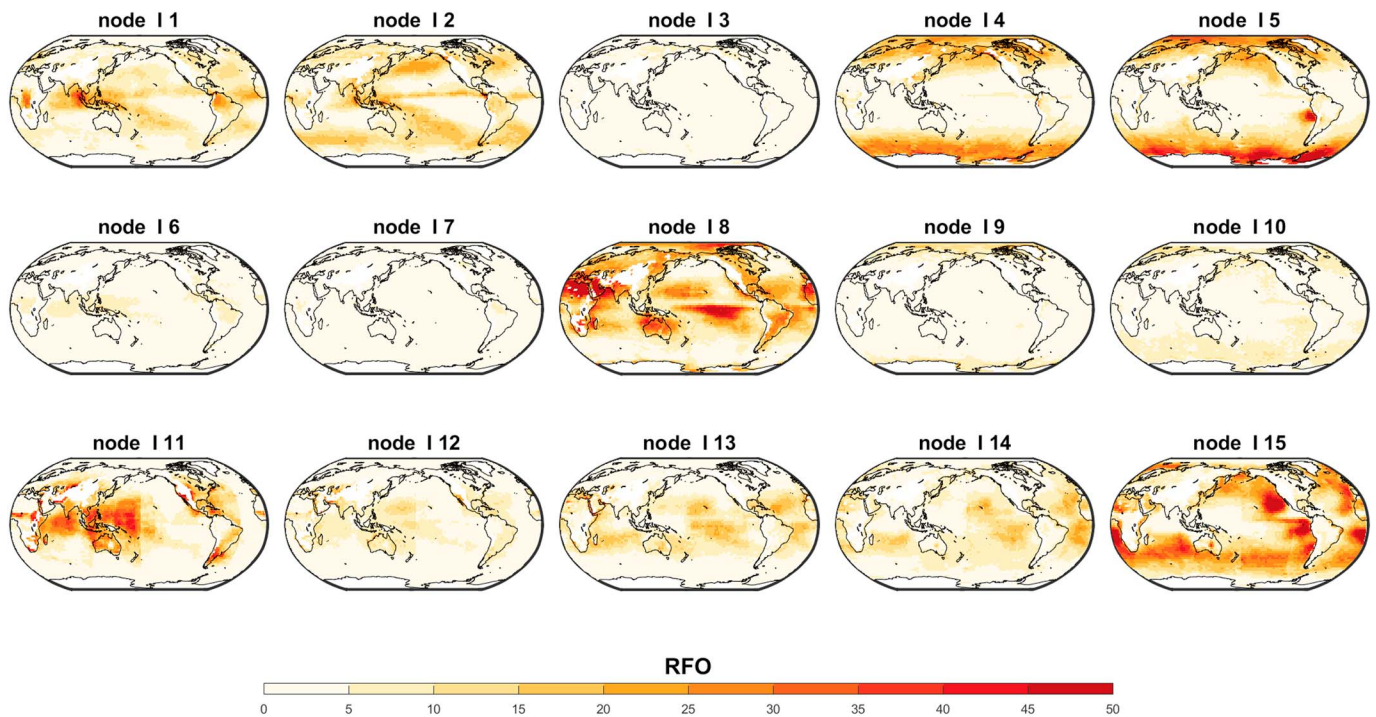 node I 1 node I 2 node I 3 node I 4 node I 5
node I 6 node I 7 node I 8 node I 9 node I 10
node I 11 node I 12 node I 13 node I 14 node I 15
RFO
0 5 10 15 20 25 30 35 40 45 50